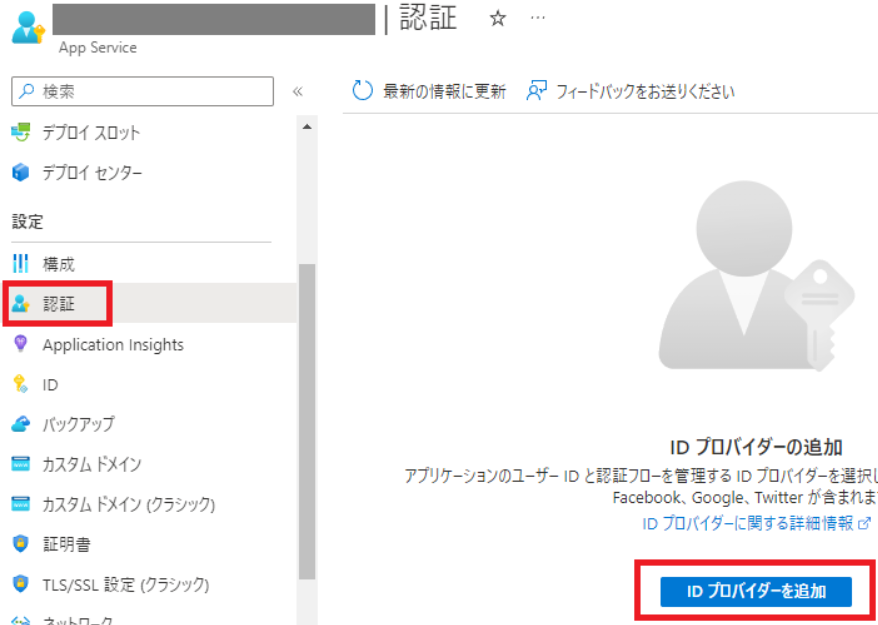 | 認証
App Service
検索
最新の情報に更新
フィードバックをお送りください
デプロイ スロット
デプロイ センター
設定
構成
認証
Application Insights
ID
バックアップ
カスタム ドメイン
カスタム ドメイン (クラシック)
証明書
TLS/SSL 設定 (クラシック)
ネットワーク
ID プロバイダーの追加
アプリケーションのユーザー ID と認証フローを管理する ID プロバイダーを選択し
Facebook、Google、Twitter が含まれま
ID プロバイダーに関する詳細情報
ID プロバイダーを追加